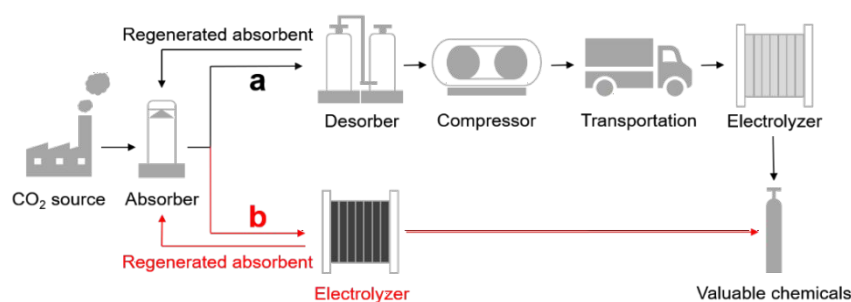 Regenerated absorbent
a
Desorber
Compressor
Transportation
Electrolyzer
CO₂ source
Absorber
b
Regenerated absorbent
Electrolyzer
Valuable chemicals